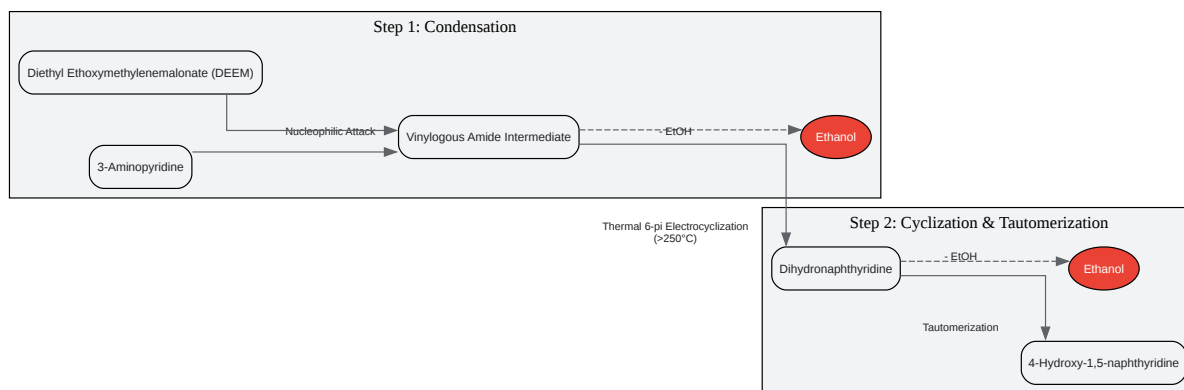 Step 1: Condensation
Diethyl Ethoxymethylenemalonate (DEEM)
Nucleophilic Attack
Vinylogous Amide Intermediate
- EtOH
Ethanol
3-Aminopyridine
Thermal 6-pi Electrocyclization
(>250°C)
Step 2: Cyclization & Tautomerization
Dihydronaphthyridine
- EtOH
Ethanol
Tautomerization
4-Hydroxy-1,5-naphthyridine